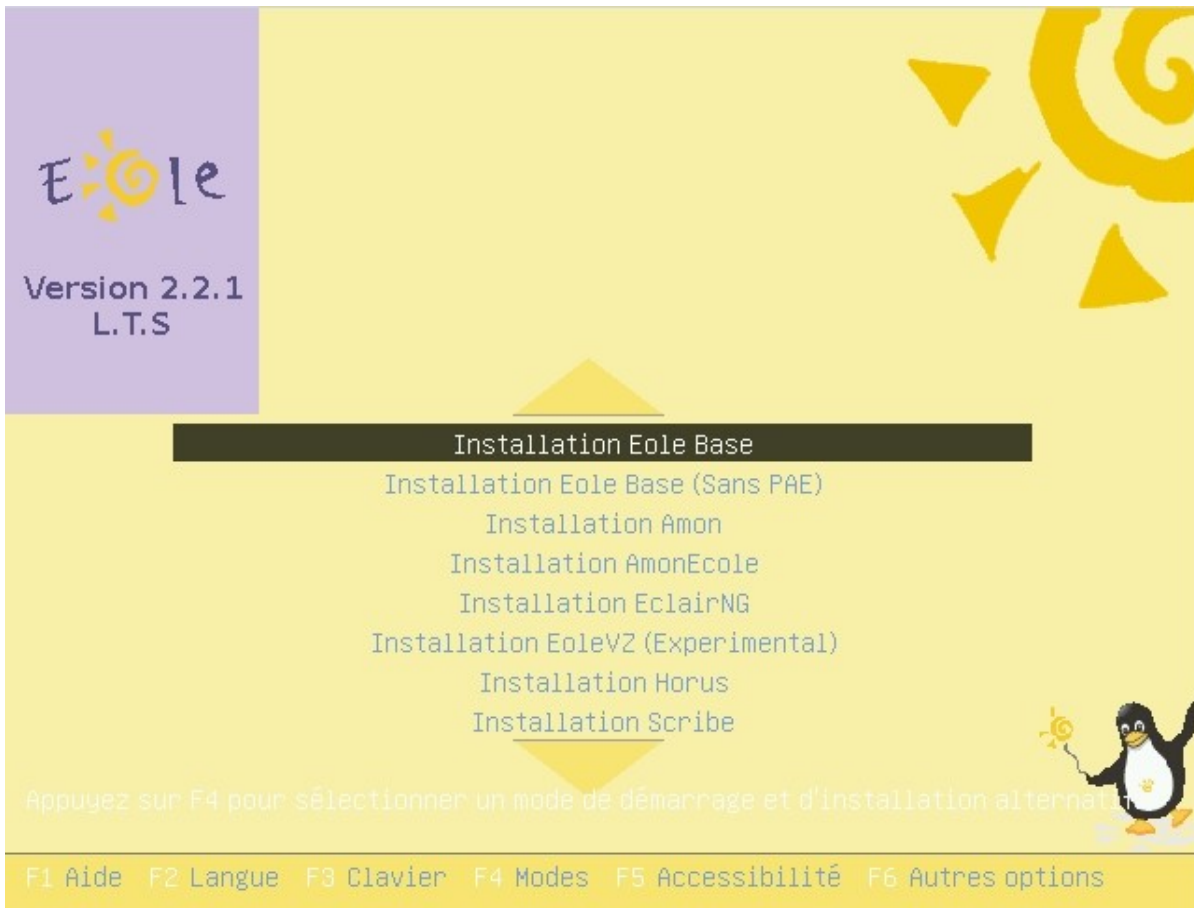 Eole
Version 2.2.1
L.T.S
Installation Eole Base
Installation Eole Base (Sans PAE)
Installation Amon
Installation AmonEcole
Installation EclairNG
Installation EoleVZ (Experimental)
Installation Horus
Installation Scribe
Appuyez sur F4 pour sélectionner un mode de démarrage et d'installation
F1 Aide F2 Langue F3 Clavier F4 Modes F5 Accessibilité F6 Autres options